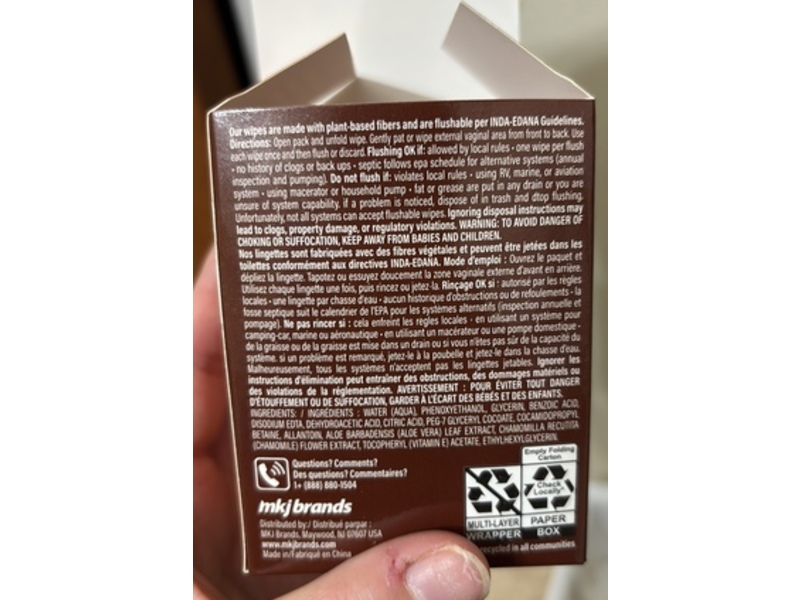 Our wipes are made with plant-based fibers and are flushable per INDA-EDANA Guidelines.
Directions: Open pack and unfold wipe. Gently pat or wipe external vaginal area from front to back. Use
each wipe once and then flush or discard. Flushing OK if: allowed by local rules - one wipe per flush
- no history of clogs or back ups - septic follows epa schedule for alternative systems (annual
inspection and pumping). Do not flush if: violates local rules - using RV, marine, or aviation
system - using macerator or household pump - fat or grease are put in any drain or you are
unsure of system capability. if a problem is noticed, dispose of in trash and dtop flushing.
Unfortunately, not all systems can accept flushable wipes. Ignoring disposal instructions may
lead to clogs, property damage, or regulatory violations. WARNING: TO AVOID DANGER OF
CHOKING OR SUFFOCATION, KEEP AWAY FROM BABIES AND CHILDREN.
Nos lingettes sont fabriquées avec des fibres végétales et peuvent être jetées dans les
toilettes conformément aux directives INDA-EDANA. Mode d'emploi : Ouvrez le paquet et
dépliez la lingette. Tapotez ou essuyez doucement la zone vaginale externe d'avant en arrière.
Utilisez chaque lingette une fois, puis rincez ou jetez-la. Rinçage OK si : autorisé par les règles
locales - une lingette par chasse d'eau - aucun historique d'obstructions ou de refoulements - la
fosse septique suit le calendrier de l'EPA pour les systèmes alternatifs (inspection annuelle et
pompage). Ne pas rincer si : cela enfreint les règles locales - en utilisant un système pour
camping-car, marine ou aéronautique - en utilisant un macérateur ou une pompe domestique -
de la graisse ou de la graisse est mise dans un drain ou si vous n'êtes pas sûr de la capacité du
système. si un problème est remarqué, jetez-le à la poubelle et jetez-le dans la chasse d'eau.
Malheureusement, tous les systèmes n'acceptent pas les lingettes jetables. Ignorer les
instructions d'élimination peut entraîner des obstructions, des dommages matériels ou
des violations de la réglementation. AVERTISSEMENT : POUR ÉVITER TOUT DANGER
D'ÉTOUFFEMENT OU DE SUFFOCATION, GARDER À L'ÉCART DES BÉBÉS ET DES ENFANTS.
INGREDIENTS: / INGRÉDIENTS : WATER (AQUA), PHENOXYETHANOL, GLYCERIN, BENZOIC ACID,
DISODIUM EDTA, DEHYDROACETIC ACID, CITRIC ACID, PEG-7 GLYCERYL COCOATE, COCAMIDOPROPYL
BETAINE, ALLANTOIN, ALOE BARBADENSIS (ALOE VERA) LEAF EXTRACT, CHAMOMILLA RECUTITA
(CHAMOMILE) FLOWER EXTRACT, TOCOPHERYL (VITAMIN E) ACETATE, ETHYLHEXYLGLYCERIN.
Questions? Comments?
Des questions? Commentaires?
1+ (888) 880-1504
mkj brands
Distributed by:/ Distribué parpar :
MKJ Brands, Maywood, NJ 07607 USA
www.mkjbrands.com
Made in/Fabriqué en China
Empty Folding
Carton
Check
Locally*
MULTI-LAYER
WRAPPER
PAPER
BOX
recycled in all communities